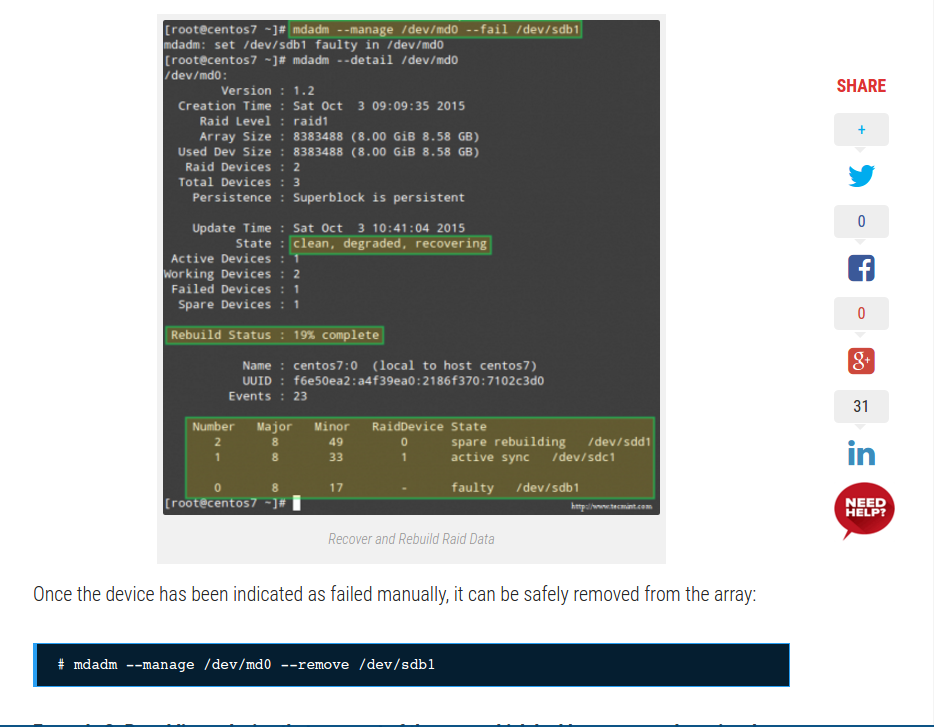 [root@centos7 ~]# mdadm --manage /dev/md0 --fail /dev/sdb1
mdadm: set /dev/sdb1 faulty in /dev/md0
[root@centos7 ~]# mdadm --detail /dev/md0
/dev/md0:
Version : 1.2
Creation Time : Sat Oct 3 09:09:35 2015
Raid Level : raid1
Array Size : 8383488 (8.00 GiB 8.58 GB)
Used Dev Size : 8383488 (8.00 GiB 8.58 GB)
Raid Devices : 2
Total Devices : 3
Persistence : Superblock is persistent
Update Time : Sat Oct 3 10:41:04 2015
State : clean, degraded, recovering
Active Devices : 1
Working Devices : 2
Failed Devices : 1
Spare Devices : 1
Rebuild Status : 19% complete
Name : centos7:0 (local to host centos7)
UUID : f6e50ea2:a4f39ea0:2186f370:7102c3d0
Events : 23
Number Major Minor RaidDevice State
2 8 49 0 spare rebuilding /dev/sdd1
1 8 33 1 active sync /dev/sdc1
0 8 17 - faulty /dev/sdb1
[root@centos7 ~]#
http://www.tecmint.com
Recover and Rebuild Raid Data
Once the device has been indicated as failed manually, it can be safely removed from the array:
# mdadm --manage /dev/md0 --remove /dev/sdb1
SHARE
+
0
0
g+
31
in
NEED
HELP?